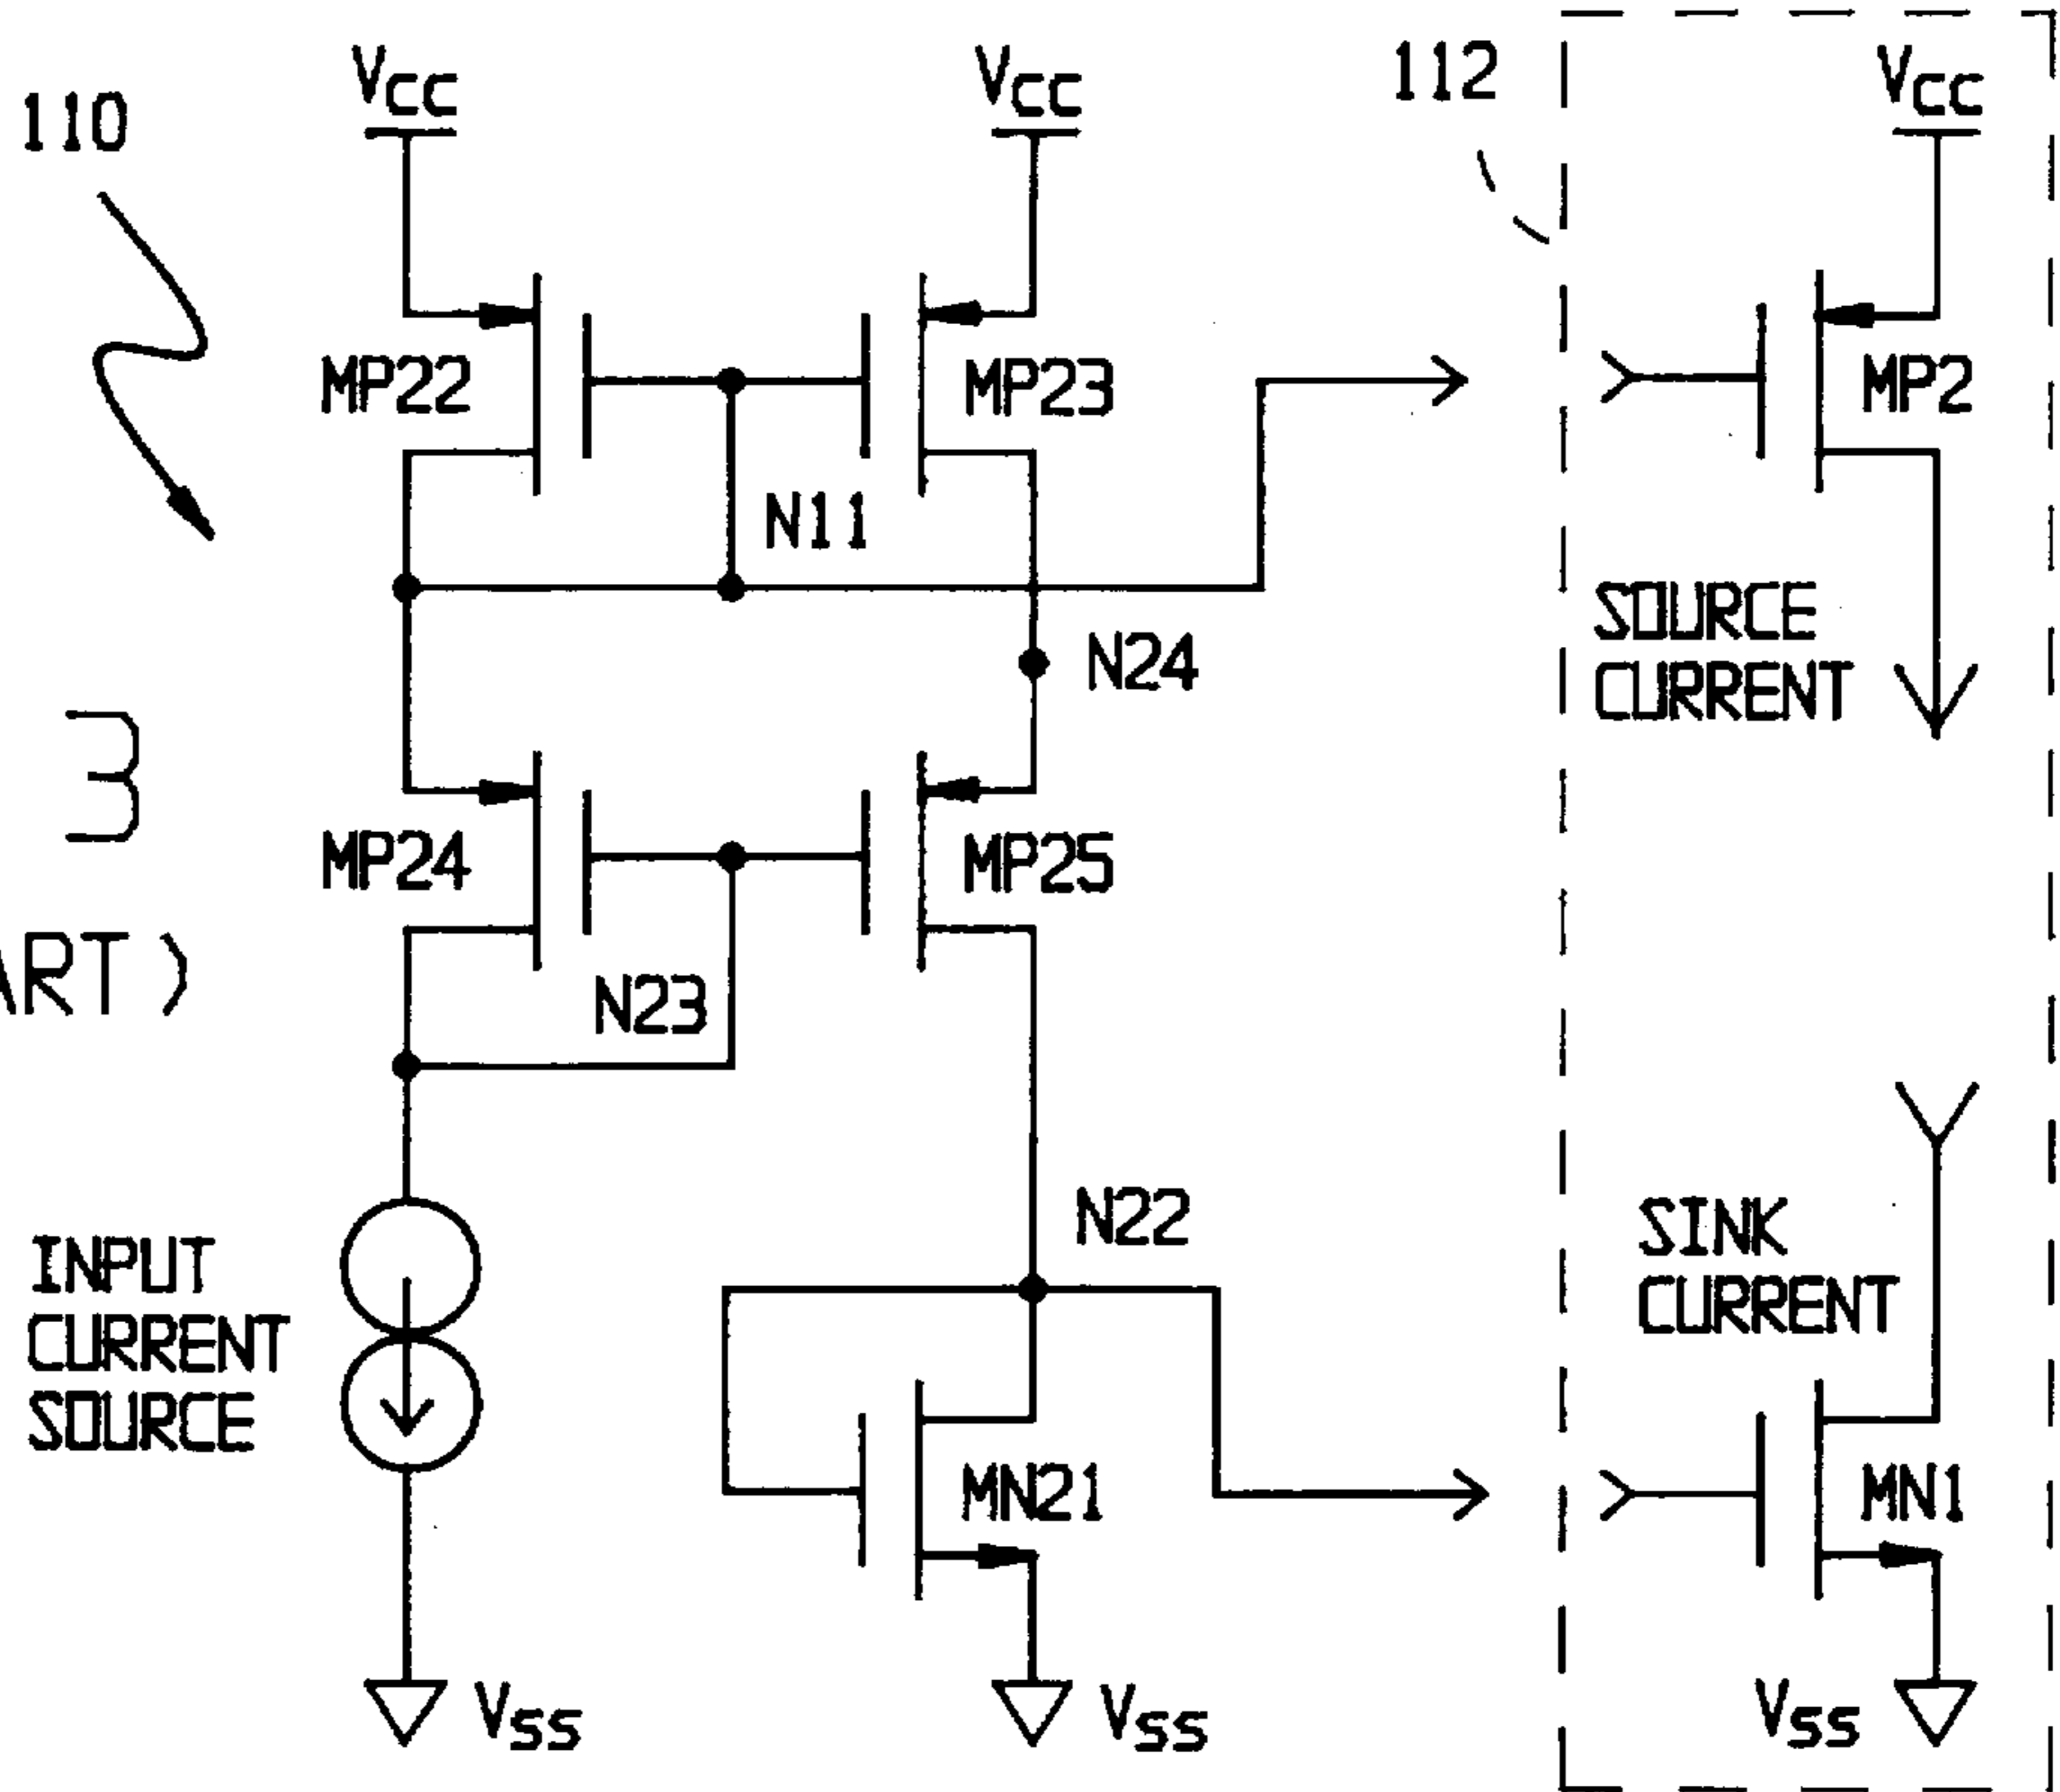 110
VCC
VCC
112
VCC
MP22
MP23
MP2
N11
SOURCE
CURRENT
N24
3
MP24
MP25
ART)
N23
N22
INPUT
CURRENT
SOURCE
SINK
CURRENT
MN21
MN1
VSS
VSS
VSS